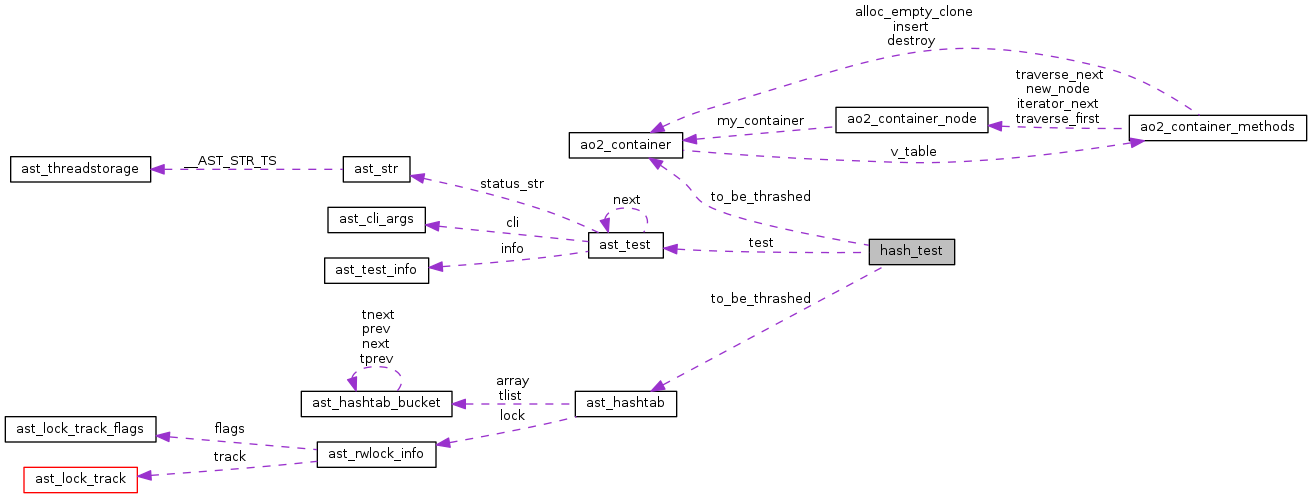 alloc_empty_clone
insert
destroy
traverse_next
new_node
iterator_next
traverse_first
my_container
ao2_container_node
ao2_container_methods
ao2_container
v_table
ast_threadstorage
__AST_STR_TS
ast_str
status_str
to_be_thrashed
next
ast_cli_args
cli
ast_test
test
hash_test
info
ast_test_info
to_be_thrashed
tnext
prev
next
tprev
ast_hashtab_bucket
array
tlist
ast_hashtab
lock
ast_lock_track_flags
flags
ast_rwlock_info
track
ast_lock_track